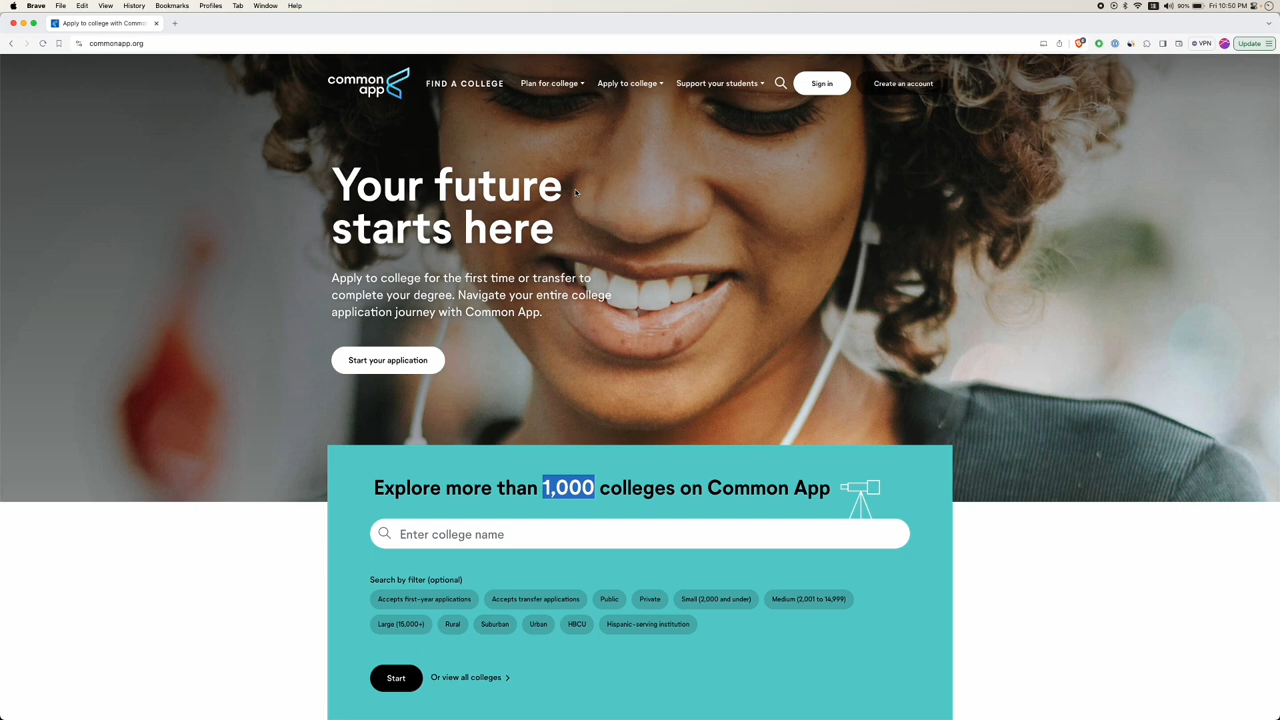 Brave File Edit View History Bookmarks Profiles Tab Window Help 90% Fri 10:50 PM
Apply to college with Commo
commonapp.org VPN Update
common app FIND A COLLEGE Plan for college Apply to college Support your students Sign in Create an account
Your future
starts here
Apply to college for the first time or transfer to
complete your degree. Navigate your entire college
application journey with Common App.
Start your application
Explore more than 1,000 colleges on Common App
Enter college name
Search by filter (optional)
Accepts first-year applications Accepts transfer applications Public Private Small (2,000 and under) Medium (2,001 to 14,999)
Large (15,000+) Rural Suburban Urban HBCU Hispanic-serving institution
Start Or view all colleges